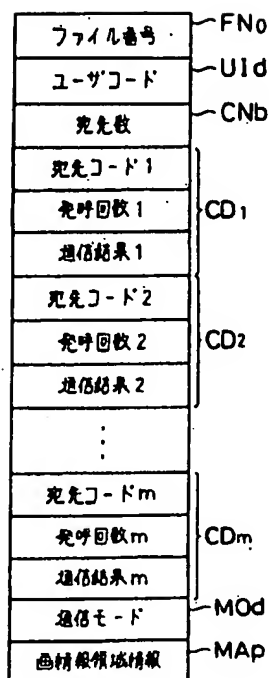 ファイル番号 FNo
ユーザコード UId
宛先数 CNb
宛先コード1
発呼回数1 CD1
通信結果1
宛先コード2
発呼回数2 CD2
通信結果2
⋮
宛先コードm
発呼回数m CDm
通信結果m
通信モード MOd
画情報領域情報 MAp